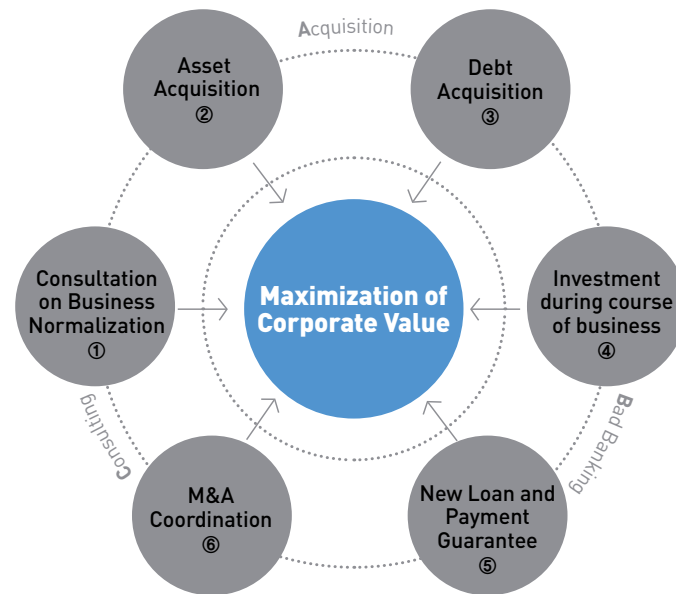 Acquisition
Asset
Acquisition
②
Debt
Acquisition
③
Consultation
on Business
Normalization
①
Maximization of
Corporate Value
Investment
during course
of business
④
Consulting
Bad Banking
M&A
Coordination
⑥
New Loan and
Payment
Guarantee
⑤